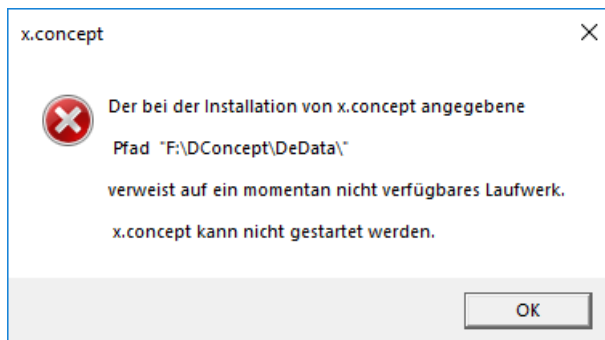 x.concept
Der bei der Installation von x.concept angegebene
Pfad "F:\DConcept\DeData\"
verweist auf ein momentan nicht verfügbares Laufwerk.
x.concept kann nicht gestartet werden.
OK